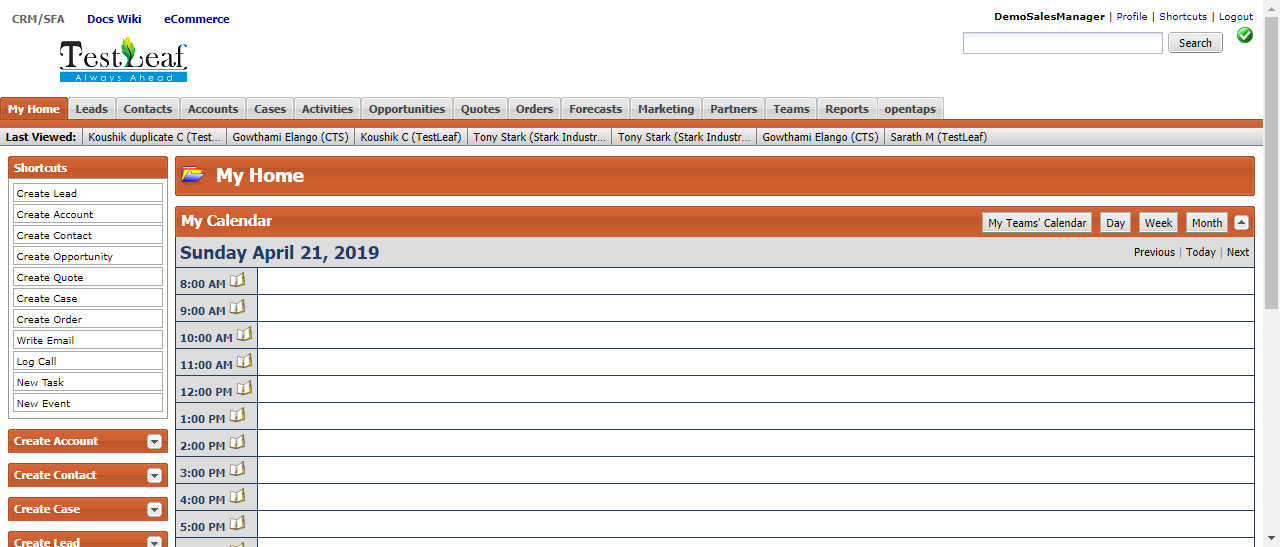 CRM/SFA Docs Wiki eCommerce
DemoSalesManager | Profile | Shortcuts | Logout
Search
TestLeaf
Always Ahead
My Home Leads Contacts Accounts Cases Activities Opportunities Quotes Orders Forecasts Marketing Partners Teams Reports opentaps
Last Viewed: Koushik duplicate C (Test... Gowthami Elango (CTS) Koushik C (TestLeaf) Tony Stark (Stark Industr... Tony Stark (Stark Industr... Gowthami Elango (CTS) Sarath M (TestLeaf)
Shortcuts
Create Lead
Create Account
Create Contact
Create Opportunity
Create Quote
Create Case
Create Order
Write Email
Log Call
New Task
New Event
Create Account
Create Contact
Create Case
Create Lead
My Home
My Calendar My Teams' Calendar Day Week Month
Sunday April 21, 2019 Previous | Today | Next
8:00 AM
9:00 AM
10:00 AM
11:00 AM
12:00 PM
1:00 PM
2:00 PM
3:00 PM
4:00 PM
5:00 PM